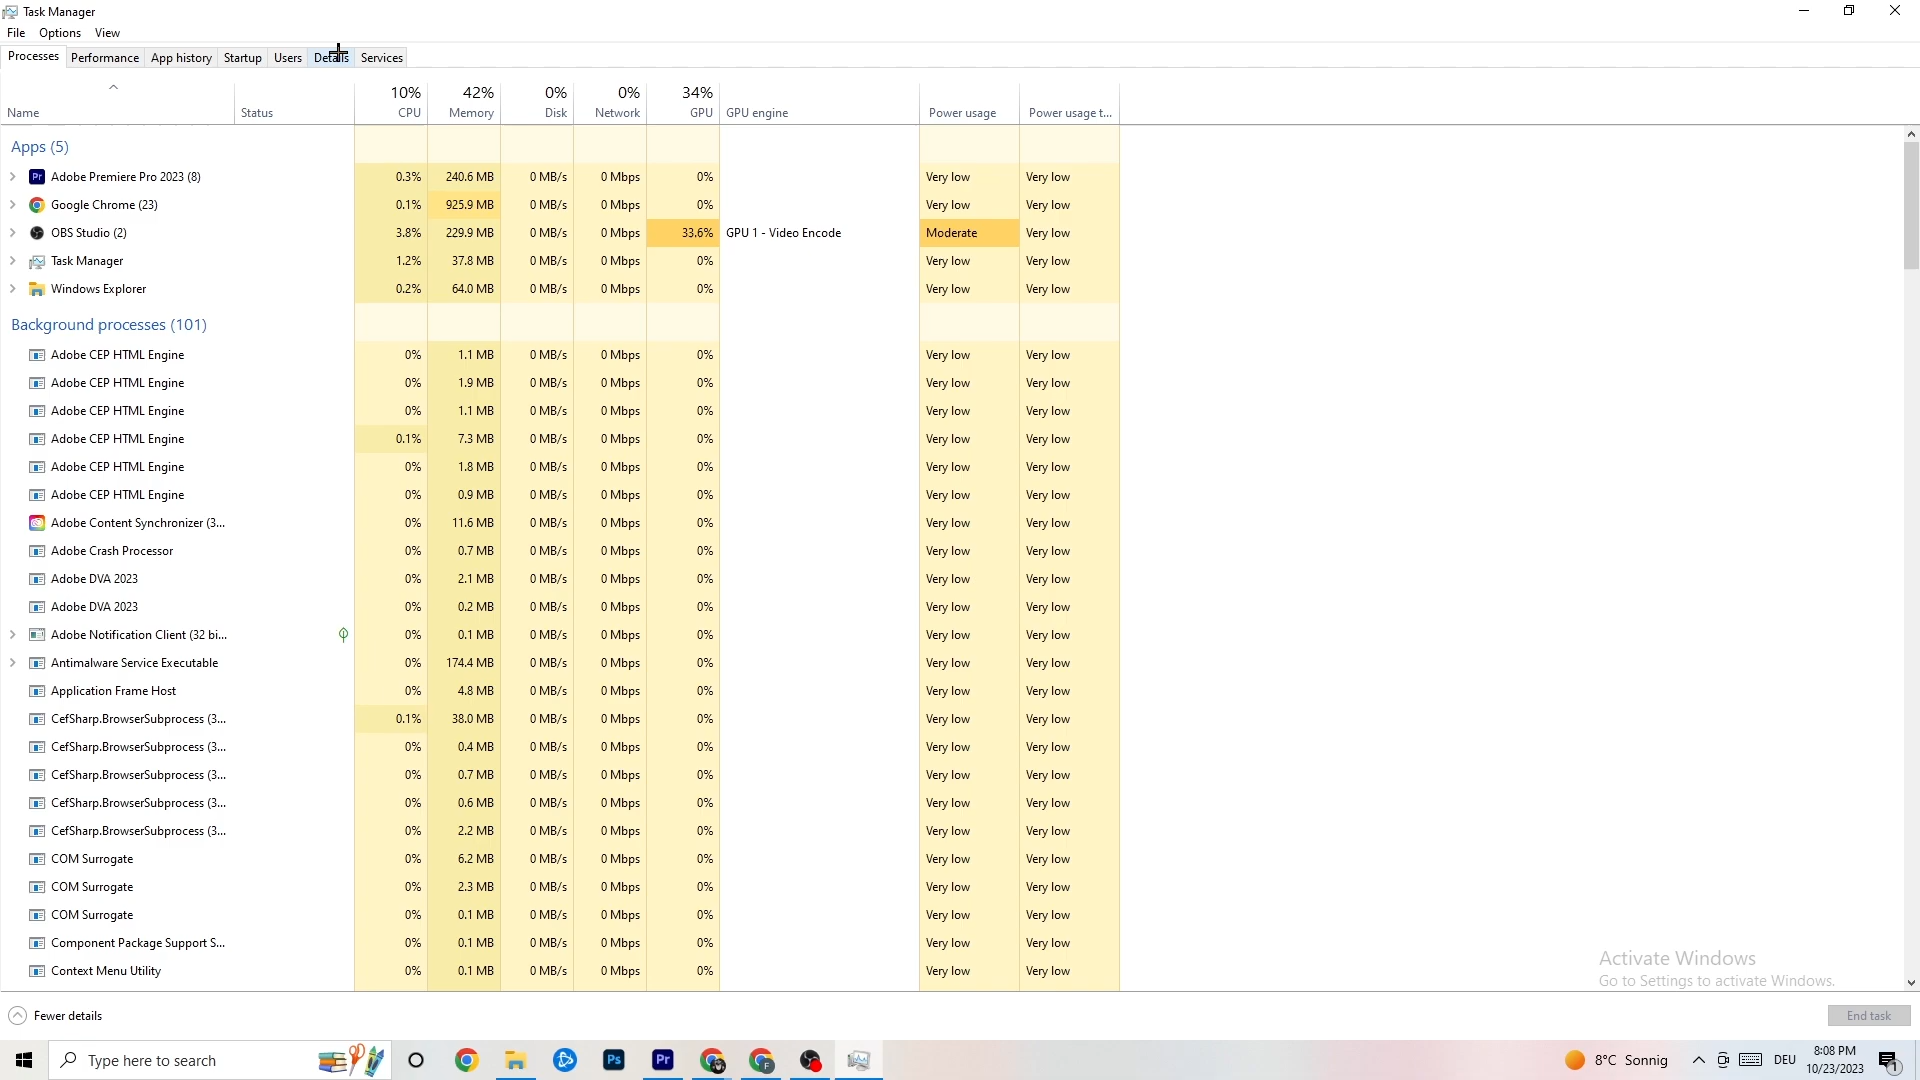 Task Manager
File Options View
Processes Performance App history Startup Users Details Services
10% 42% 0% 0% 34%
Name Status CPU Memory Disk Network GPU GPU engine Power usage Power usage t...
Apps (5)
Adobe Premiere Pro 2023 (8) 0.3% 240.6 MB 0 MB/s 0 Mbps 0% Very low Very low
Google Chrome (23) 0.1% 925.9 MB 0 MB/s 0 Mbps 0% Very low Very low
OBS Studio (2) 3.8% 229.9 MB 0 MB/s 0 Mbps 33.6% GPU 1 - Video Encode Moderate Very low
Task Manager 1.2% 37.8 MB 0 MB/s 0 Mbps 0% Very low Very low
Windows Explorer 0.2% 64.0 MB 0 MB/s 0 Mbps 0% Very low Very low
Background processes (101)
Adobe CEP HTML Engine 0% 1.1 MB 0 MB/s 0 Mbps 0% Very low Very low
Adobe CEP HTML Engine 0% 1.9 MB 0 MB/s 0 Mbps 0% Very low Very low
Adobe CEP HTML Engine 0% 1.1 MB 0 MB/s 0 Mbps 0% Very low Very low
Adobe CEP HTML Engine 0.1% 7.3 MB 0 MB/s 0 Mbps 0% Very low Very low
Adobe CEP HTML Engine 0% 1.8 MB 0 MB/s 0 Mbps 0% Very low Very low
Adobe CEP HTML Engine 0% 0.9 MB 0 MB/s 0 Mbps 0% Very low Very low
Adobe Content Synchronizer (3... 0% 11.6 MB 0 MB/s 0 Mbps 0% Very low Very low
Adobe Crash Processor 0% 0.7 MB 0 MB/s 0 Mbps 0% Very low Very low
Adobe DVA 2023 0% 2.1 MB 0 MB/s 0 Mbps 0% Very low Very low
Adobe DVA 2023 0% 0.2 MB 0 MB/s 0 Mbps 0% Very low Very low
Adobe Notification Client (32 bi... 0% 0.1 MB 0 MB/s 0 Mbps 0% Very low Very low
Antimalware Service Executable 0% 174.4 MB 0 MB/s 0 Mbps 0% Very low Very low
Application Frame Host 0% 4.8 MB 0 MB/s 0 Mbps 0% Very low Very low
CefSharp.BrowserSubprocess (3... 0.1% 38.0 MB 0 MB/s 0 Mbps 0% Very low Very low
CefSharp.BrowserSubprocess (3... 0% 0.4 MB 0 MB/s 0 Mbps 0% Very low Very low
CefSharp.BrowserSubprocess (3... 0% 0.7 MB 0 MB/s 0 Mbps 0% Very low Very low
CefSharp.BrowserSubprocess (3... 0% 0.6 MB 0 MB/s 0 Mbps 0% Very low Very low
CefSharp.BrowserSubprocess (3... 0% 2.2 MB 0 MB/s 0 Mbps 0% Very low Very low
COM Surrogate 0% 6.2 MB 0 MB/s 0 Mbps 0% Very low Very low
COM Surrogate 0% 2.3 MB 0 MB/s 0 Mbps 0% Very low Very low
COM Surrogate 0% 0.1 MB 0 MB/s 0 Mbps 0% Very low Very low
Component Package Support S... 0% 0.1 MB 0 MB/s 0 Mbps 0% Very low Very low
Context Menu Utility 0% 0.1 MB 0 MB/s 0 Mbps 0% Very low Very low
Activate Windows
Go to Settings to activate Windows.
Fewer details End task
Type here to search Ps Pr F 8°C Sonnig DEU 8:08 PM
10/23/2023 1